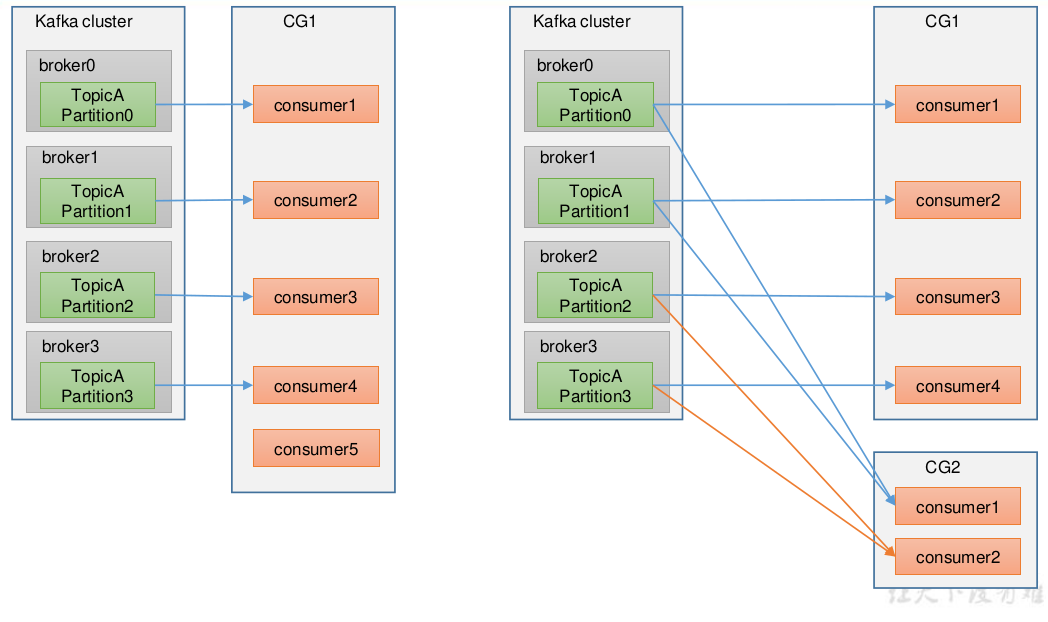 Kafka cluster
broker0
TopicA
Partition0
broker1
TopicA
Partition1
broker2
TopicA
Partition2
broker3
TopicA
Partition3
CG1
consumer1
consumer2
consumer3
consumer4
consumer5
Kafka cluster
broker0
TopicA
Partition0
broker1
TopicA
Partition1
broker2
TopicA
Partition2
broker3
TopicA
Partition3
CG1
consumer1
consumer2
consumer3
consumer4
CG2
consumer1
consumer2